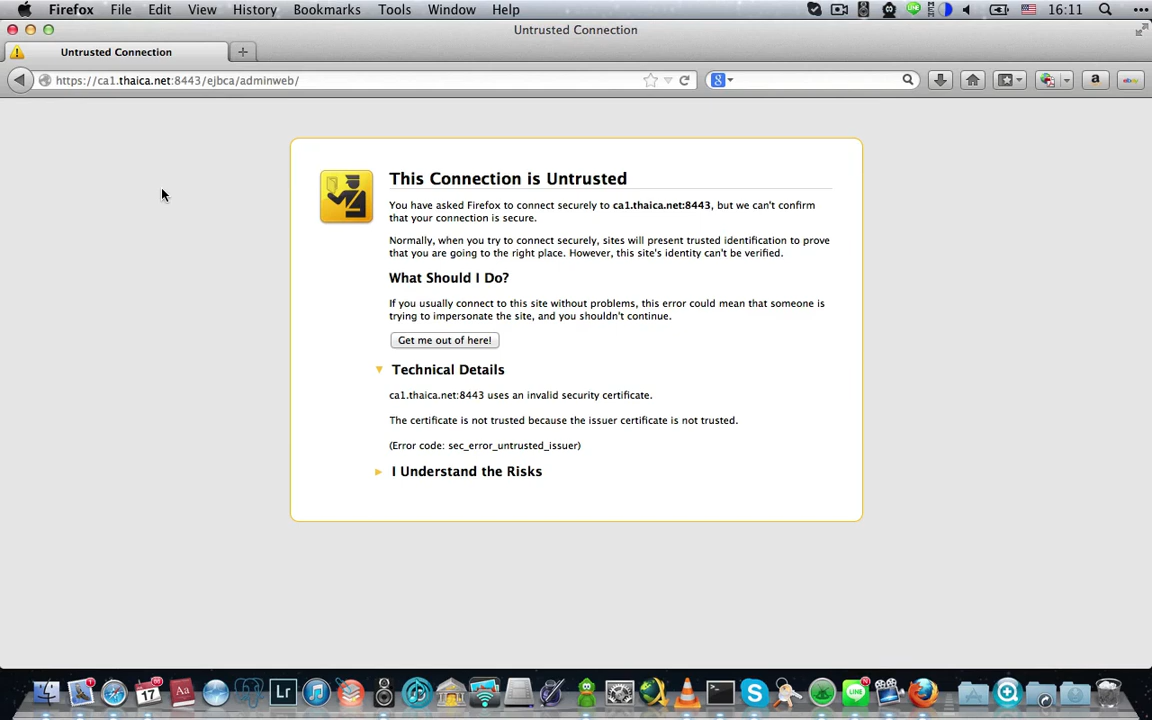 Firefox File Edit View History Bookmarks Tools Window Help 16:11
Untrusted Connection
Untrusted Connection
https://ca1.thaica.net:8443/ejbca/adminweb/
This Connection is Untrusted
You have asked Firefox to connect securely to ca1.thaica.net:8443, but we can't confirm
that your connection is secure.
Normally, when you try to connect securely, sites will present trusted identification to prove
that you are going to the right place. However, this site's identity can't be verified.
What Should I Do?
If you usually connect to this site without problems, this error could mean that someone is
trying to impersonate the site, and you shouldn't continue.
Get me out of here!
Technical Details
ca1.thaica.net:8443 uses an invalid security certificate.
The certificate is not trusted because the issuer certificate is not trusted.
(Error code: sec_error_untrusted_issuer)
I Understand the Risks